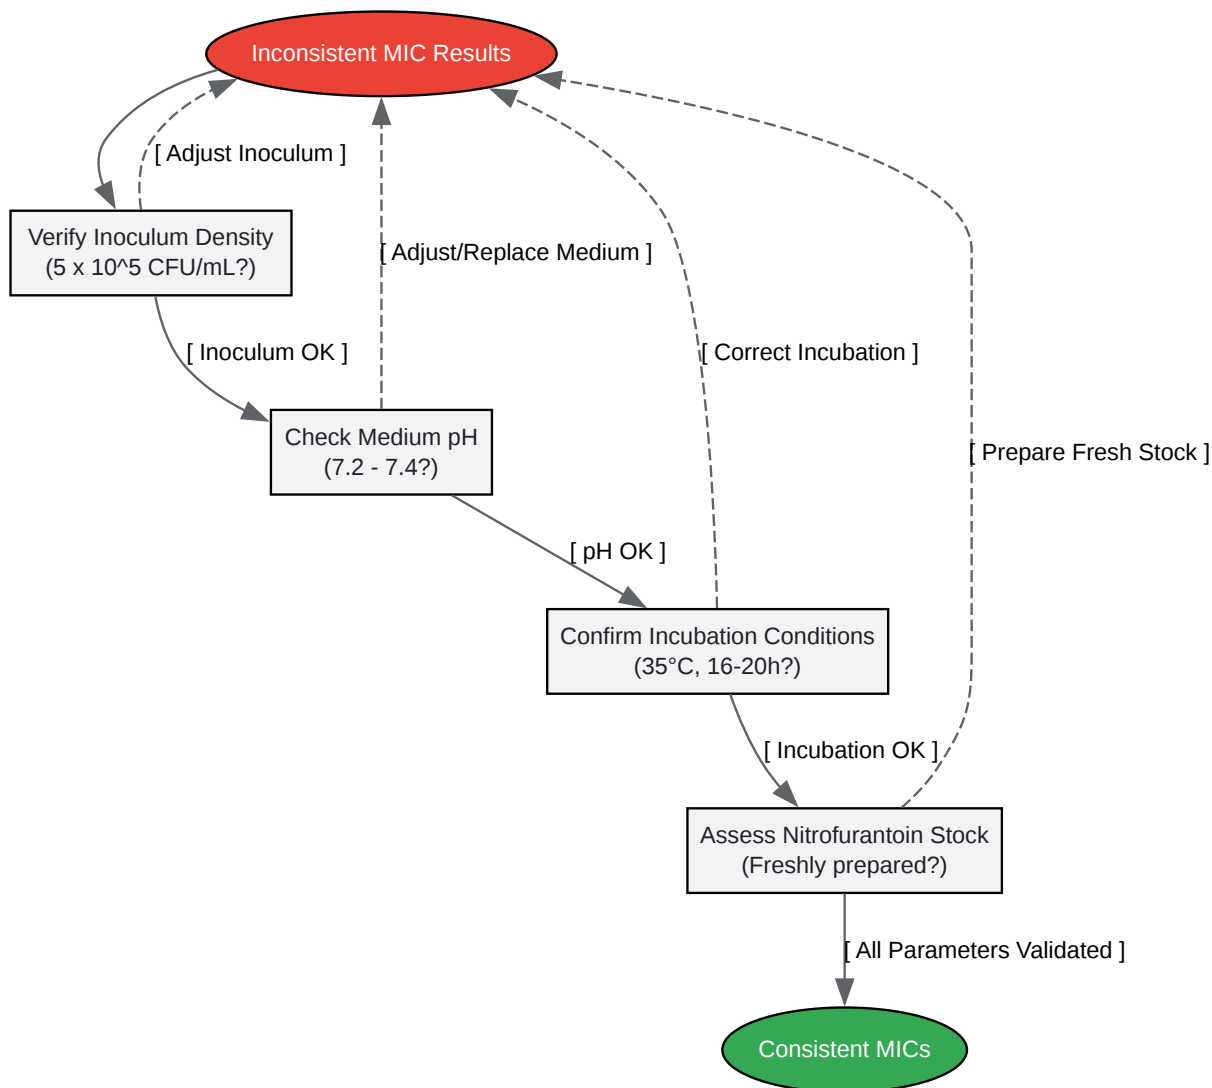 Inconsistent MIC Results
[ Adjust Inoculum ]
Verify Inoculum Density
(5 x 10^5 CFU/mL?)
[ Adjust/Replace Medium ]
[ Inoculum OK ]
[ Correct Incubation ]
Check Medium pH
(7.2 - 7.4?)
[ Prepare Fresh Stock ]
[ pH OK ]
Confirm Incubation Conditions
(35°C, 16-20h?)
[ Incubation OK ]
Assess Nitrofurantoin Stock
(Freshly prepared?)
[ All Parameters Validated ]
Consistent MICs